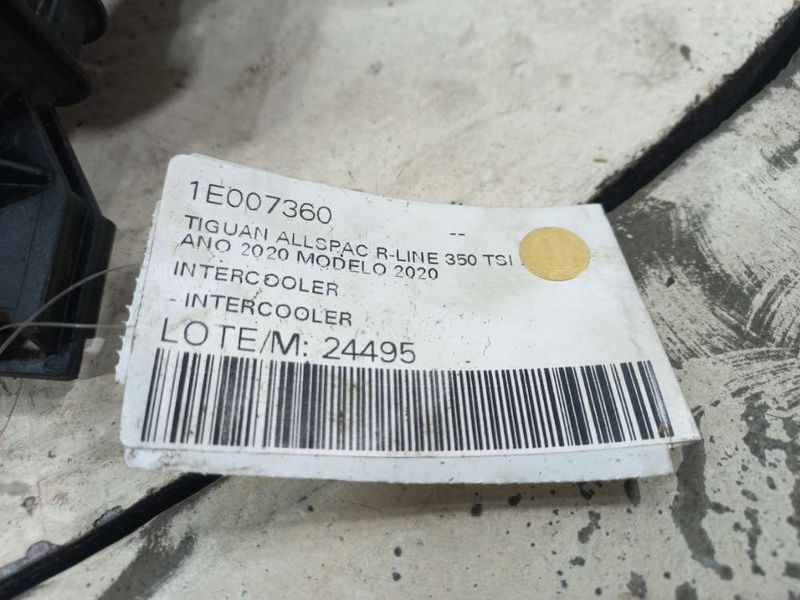 1E007360
--
TIGUAN ALLSPAC R-LINE 350 TSI
ANO 2020 MODELO 2020
INTERCOOLER
- INTERCOOLER
LOTE/M: 24495